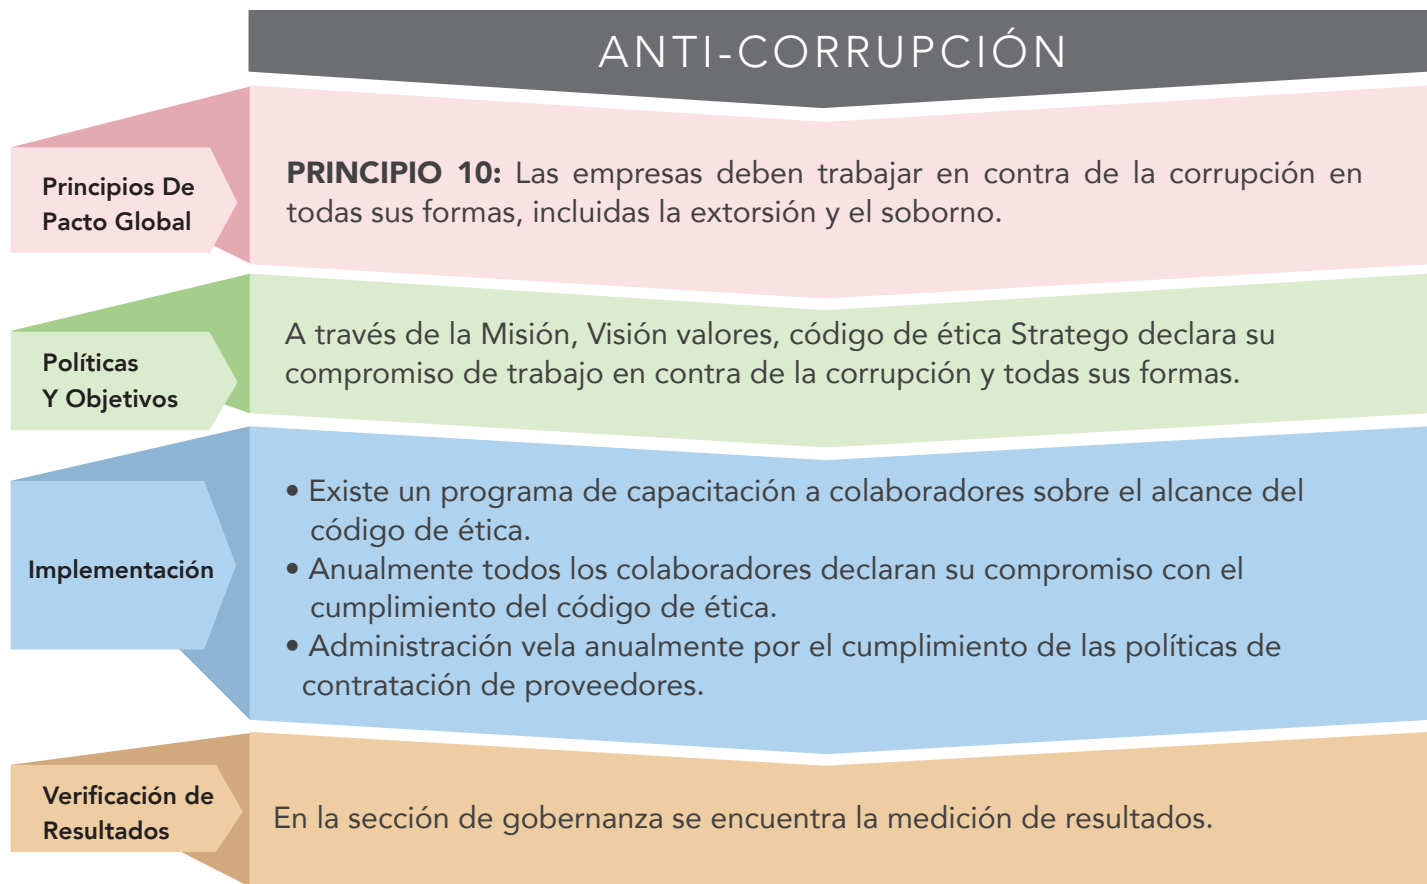 ANTI-CORRUPCIÓN
Principios De
Pacto Global
PRINCIPIO 10: Las empresas deben trabajar en contra de la corrupción en
todas sus formas, incluidas la extorsión y el soborno.
Políticas
Y Objetivos
A través de la Misión, Visión valores, código de ética Stratego declara su
compromiso de trabajo en contra de la corrupción y todas sus formas.
Implementación
• Existe un programa de capacitación a colaboradores sobre el alcance del
código de ética.
• Anualmente todos los colaboradores declaran su compromiso con el
cumplimiento del código de ética.
• Administración vela anualmente por el cumplimiento de las políticas de
contratación de proveedores.
Verificación de
Resultados
En la sección de gobernanza se encuentra la medición de resultados.